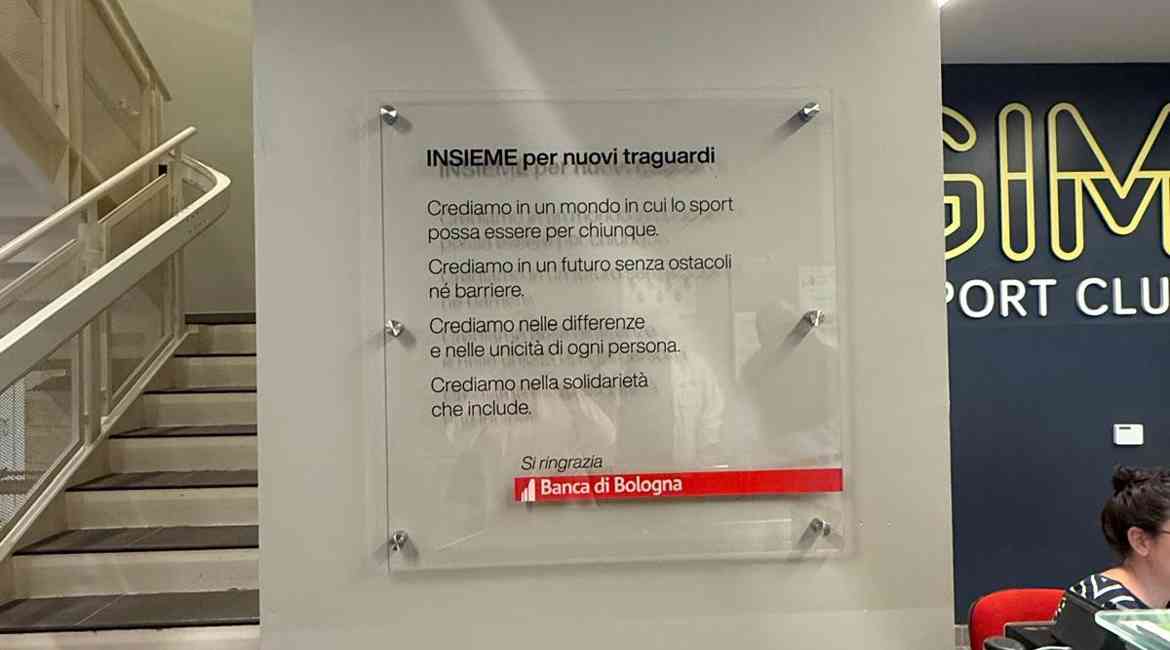 INSIEME per nuovi traguardi
Crediamo in un mondo in cui lo sport
possa essere per chiunque.
Crediamo in un futuro senza ostacoli
né barriere.
Crediamo nelle differenze
e nelle unicità di ogni persona.
Crediamo nella solidarietà
che include.
Si ringrazia
Banca di Bologna
GIM
PORT CLU